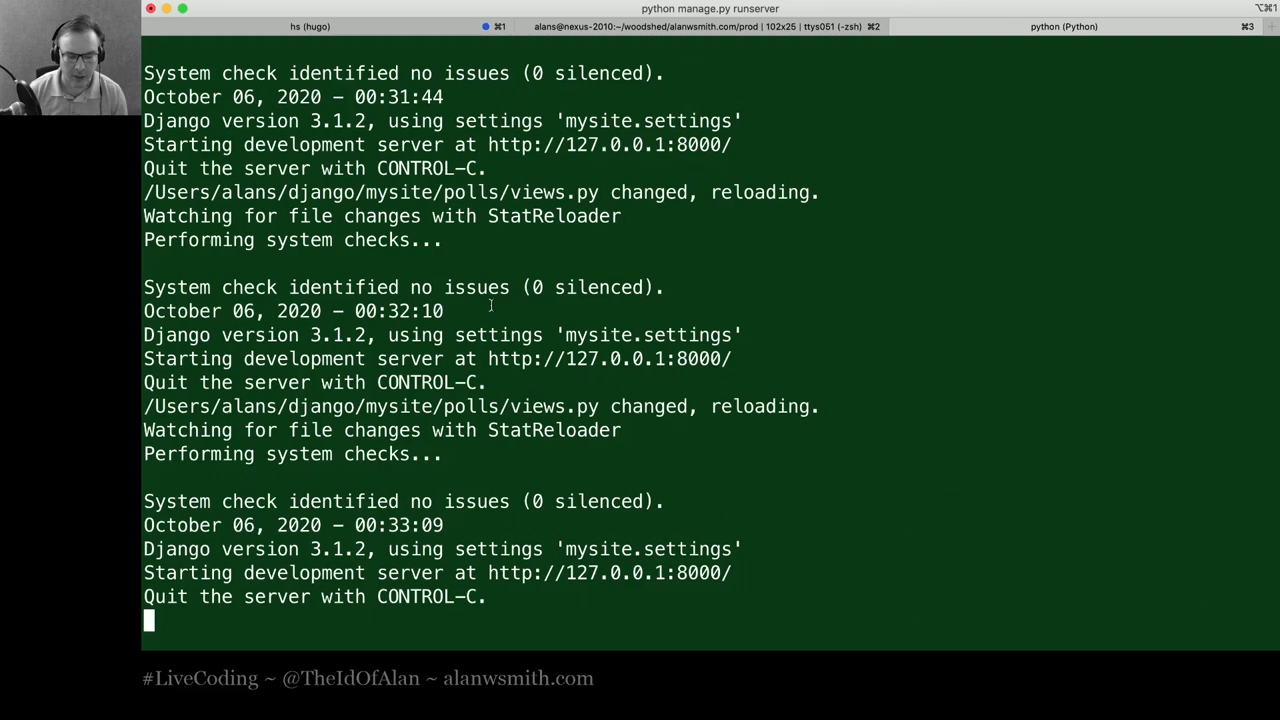 python manage.py runserver
⌥⌘1
hs (hugo)
⌘1
alans@nexus-2010:~/woodshed/alanwsmith.com/prod | 102x25 | ttys051 (-zsh)
⌘2
python (Python)
⌘3
System check identified no issues (0 silenced).
October 06, 2020 - 00:31:44
Django version 3.1.2, using settings 'mysite.settings'
Starting development server at http://127.0.0.1:8000/
Quit the server with CONTROL-C.
/Users/alans/django/mysite/polls/views.py changed, reloading.
Watching for file changes with StatReloader
Performing system checks...
System check identified no issues (0 silenced).
October 06, 2020 - 00:32:10
Django version 3.1.2, using settings 'mysite.settings'
Starting development server at http://127.0.0.1:8000/
Quit the server with CONTROL-C.
/Users/alans/django/mysite/polls/views.py changed, reloading.
Watching for file changes with StatReloader
Performing system checks...
System check identified no issues (0 silenced).
October 06, 2020 - 00:33:09
Django version 3.1.2, using settings 'mysite.settings'
Starting development server at http://127.0.0.1:8000/
Quit the server with CONTROL-C.
#LiveCoding ~ @TheIdOfAlan ~ alanwsmith.com